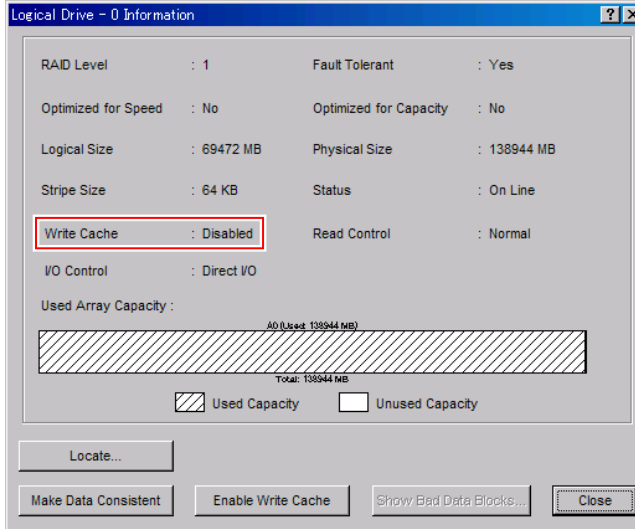 Logical Drive - 0 Information
RAID Level : 1 Fault Tolerant : Yes
Optimized for Speed : No Optimized for Capacity : No
Logical Size : 69472 MB Physical Size : 138944 MB
Stripe Size : 64 KB Status : On Line
Write Cache : Disabled Read Control : Normal
I/O Control : Direct I/O
Used Array Capacity :
A0 (Used: 138944 MB)
Total: 138944 MB
Used Capacity Unused Capacity
Locate...
Make Data Consistent Enable Write Cache Show Bad Data Blocks... Close